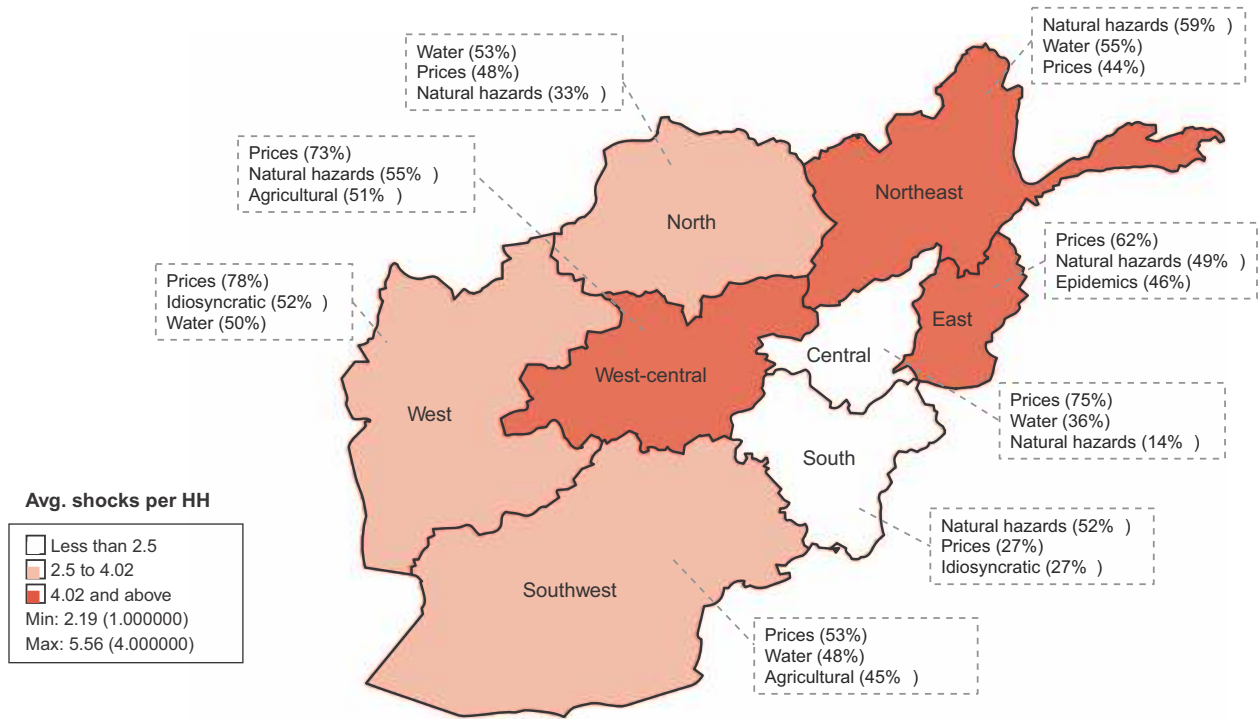 Natural hazards (59% )
Water (55%)
Prices (44%)
Water (53%)
Prices (48%)
Natural hazards (33% )
Prices (73%)
Natural hazards (55% )
Agricultural (51% )
Northeast
North
Prices (62%)
Natural hazards (49% )
Epidemics (46%)
Prices (78%)
Idiosyncratic (52% )
Water (50%)
East
Central
West-central
West
Prices (75%)
Water (36%)
Natural hazards (14% )
South
Avg. shocks per HH
Less than 2.5
2.5 to 4.02
4.02 and above
Min: 2.19 (1.000000)
Max: 5.56 (4.000000)
Natural hazards (52% )
Prices (27%)
Idiosyncratic (27% )
Southwest
Prices (53%)
Water (48%)
Agricultural (45% )